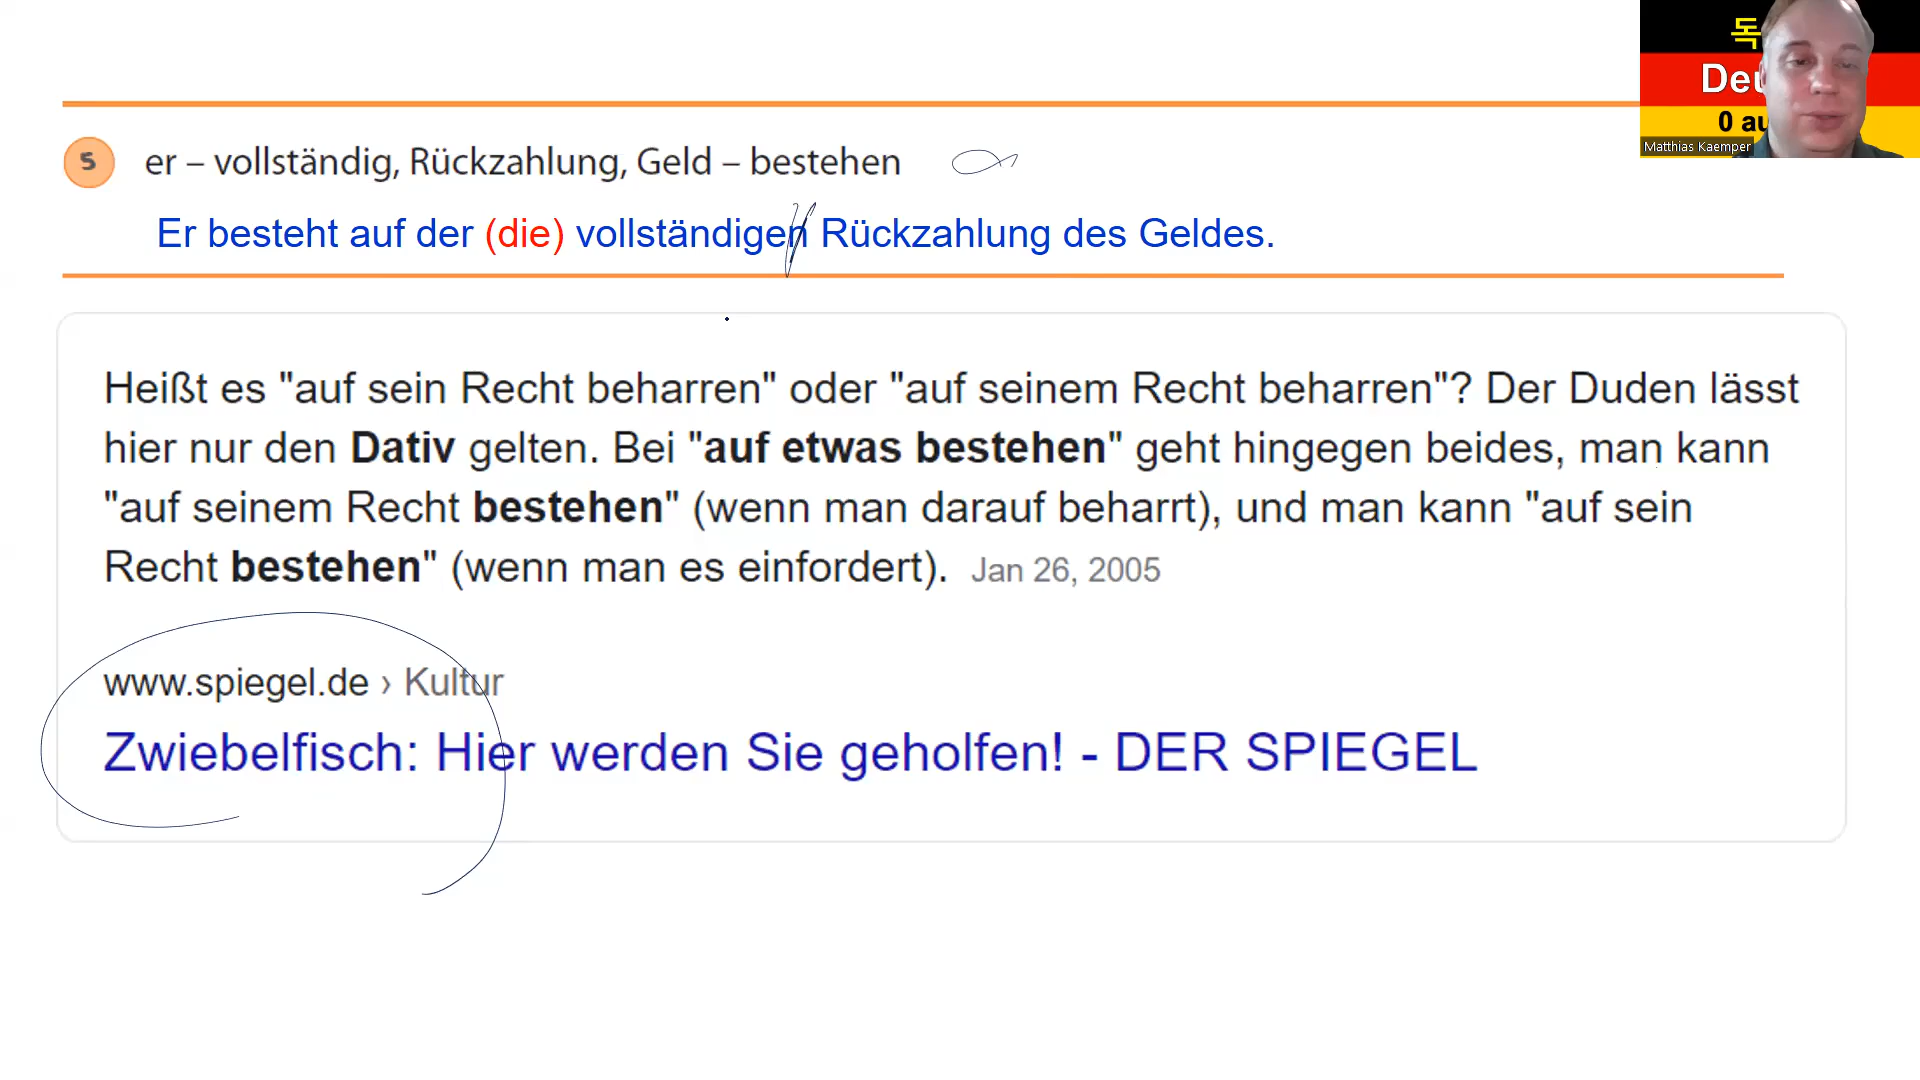 독
Deu
0 au
Matthias Kaemper
5 er – vollständig, Rückzahlung, Geld – bestehen
Er besteht auf der (die) vollständigen Rückzahlung des Geldes.
Heißt es "auf sein Recht beharren" oder "auf seinem Recht beharren"? Der Duden lässt
hier nur den Dativ gelten. Bei "auf etwas bestehen" geht hingegen beides, man kann
"auf seinem Recht bestehen" (wenn man darauf beharrt), und man kann "auf sein
Recht bestehen" (wenn man es einfordert). Jan 26, 2005
www.spiegel.de › Kultur
Zwiebelfisch: Hier werden Sie geholfen! - DER SPIEGEL